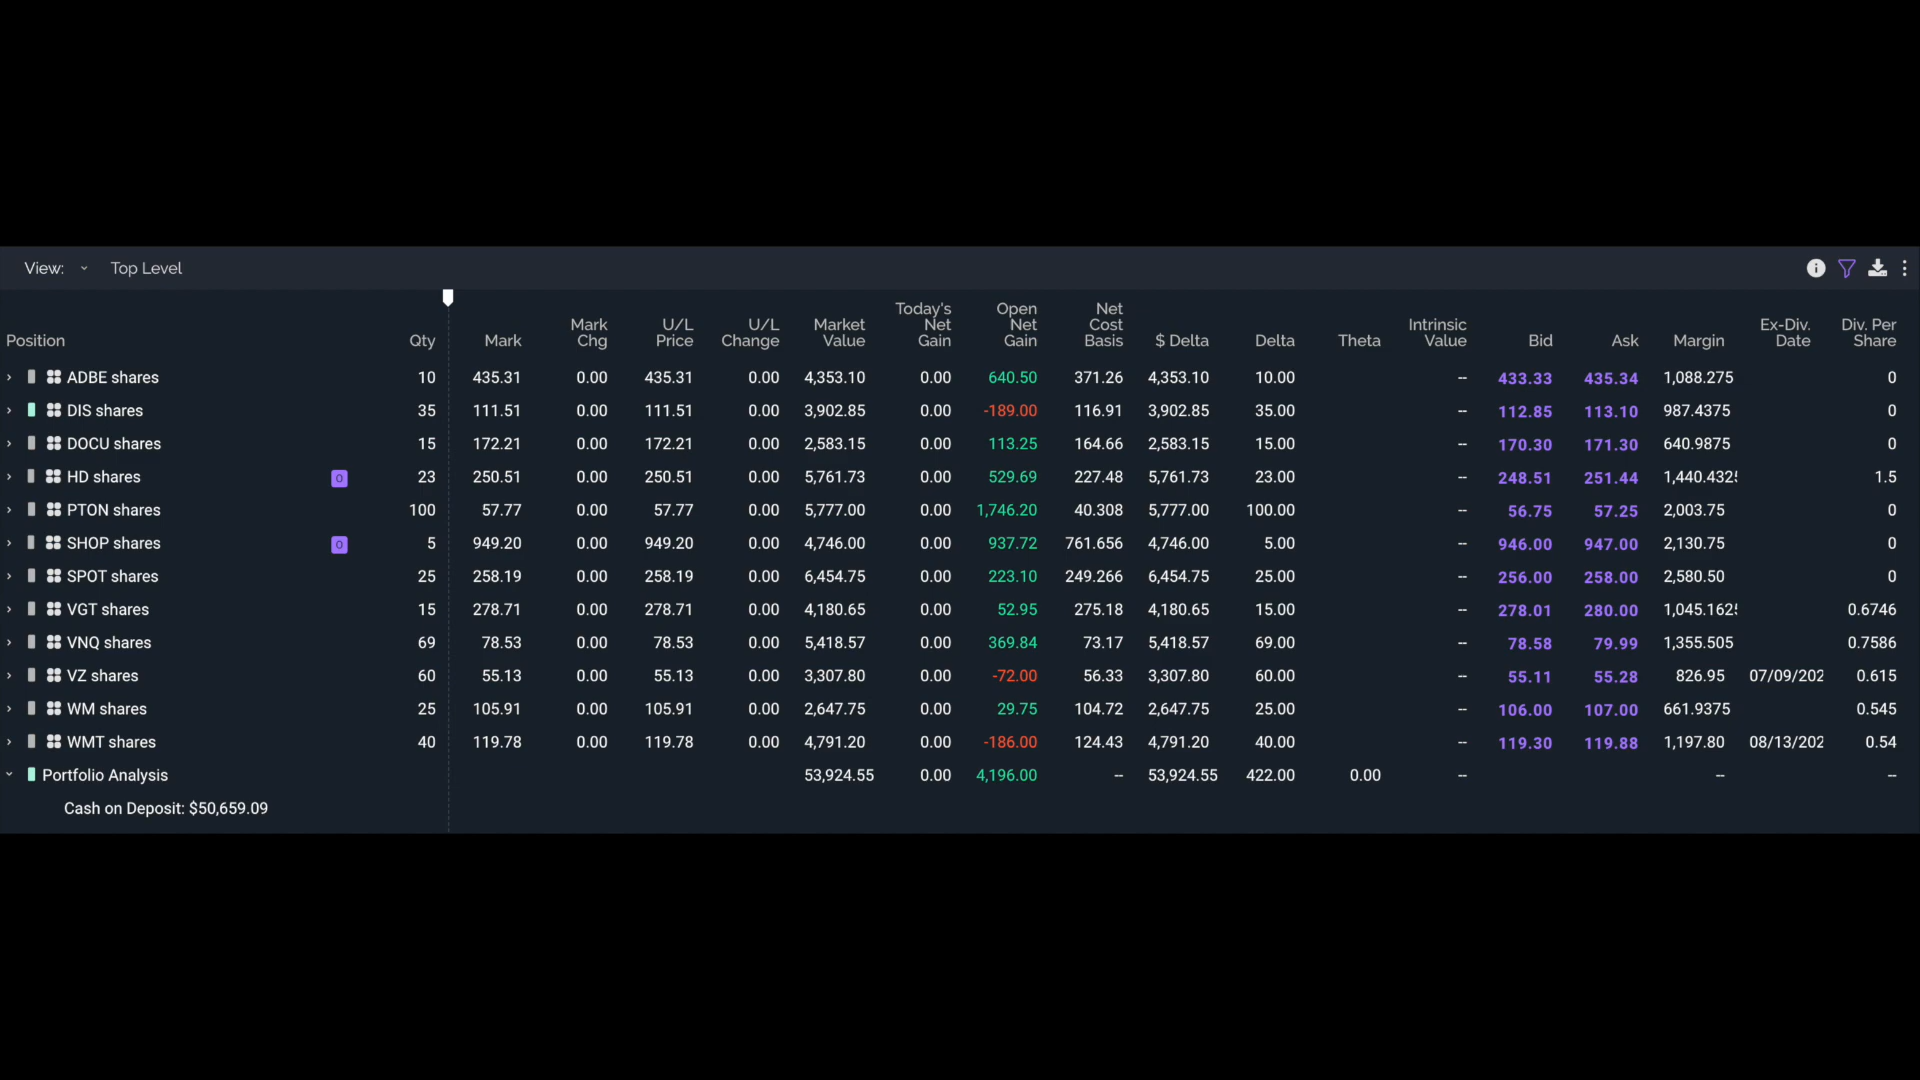 View: Top Level
Position Qty Mark Mark Chg U/L Price U/L Change Market Value Today's Net Gain Open Net Gain Net Cost Basis $ Delta Delta Theta Intrinsic Value Bid Ask Margin Ex-Div. Date Div. Per Share
ADBE shares 10 435.31 0.00 435.31 0.00 4,353.10 0.00 640.50 371.26 4,353.10 10.00 -- 433.33 435.34 1,088.275 0
DIS shares 35 111.51 0.00 111.51 0.00 3,902.85 0.00 -189.00 116.91 3,902.85 35.00 -- 112.85 113.10 987.4375 0
DOCU shares 15 172.21 0.00 172.21 0.00 2,583.15 0.00 113.25 164.66 2,583.15 15.00 -- 170.30 171.30 640.9875 0
HD shares O 23 250.51 0.00 250.51 0.00 5,761.73 0.00 529.69 227.48 5,761.73 23.00 -- 248.51 251.44 1,440.4325 1.5
PTON shares 100 57.77 0.00 57.77 0.00 5,777.00 0.00 1,746.20 40.308 5,777.00 100.00 -- 56.75 57.25 2,003.75 0
SHOP shares O 5 949.20 0.00 949.20 0.00 4,746.00 0.00 937.72 761.656 4,746.00 5.00 -- 946.00 947.00 2,130.75 0
SPOT shares 25 258.19 0.00 258.19 0.00 6,454.75 0.00 223.10 249.266 6,454.75 25.00 -- 256.00 258.00 2,580.50 0
VGT shares 15 278.71 0.00 278.71 0.00 4,180.65 0.00 52.95 275.18 4,180.65 15.00 -- 278.01 280.00 1,045.1625 0.6746
VNQ shares 69 78.53 0.00 78.53 0.00 5,418.57 0.00 369.84 73.17 5,418.57 69.00 -- 78.58 79.99 1,355.505 0.7586
VZ shares 60 55.13 0.00 55.13 0.00 3,307.80 0.00 -72.00 56.33 3,307.80 60.00 -- 55.11 55.28 826.95 07/09/202 0.615
WM shares 25 105.91 0.00 105.91 0.00 2,647.75 0.00 29.75 104.72 2,647.75 25.00 -- 106.00 107.00 661.9375 0.545
WMT shares 40 119.78 0.00 119.78 0.00 4,791.20 0.00 -186.00 124.43 4,791.20 40.00 -- 119.30 119.88 1,197.80 08/13/202 0.54
Portfolio Analysis 53,924.55 0.00 4,196.00 -- 53,924.55 422.00 0.00 -- -- --
Cash on Deposit: $50,659.09